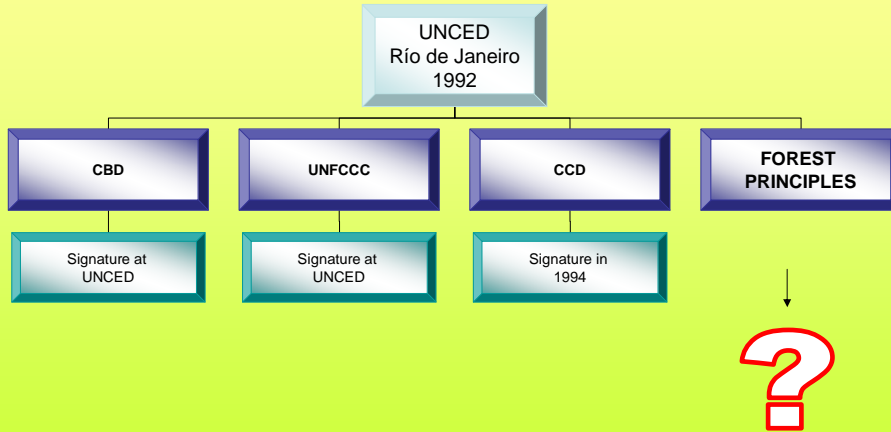 UNCED
Río de Janeiro
1992
CBD
UNFCCC
CCD
FOREST
PRINCIPLES
Signature at
UNCED
Signature at
UNCED
Signature in
1994
?